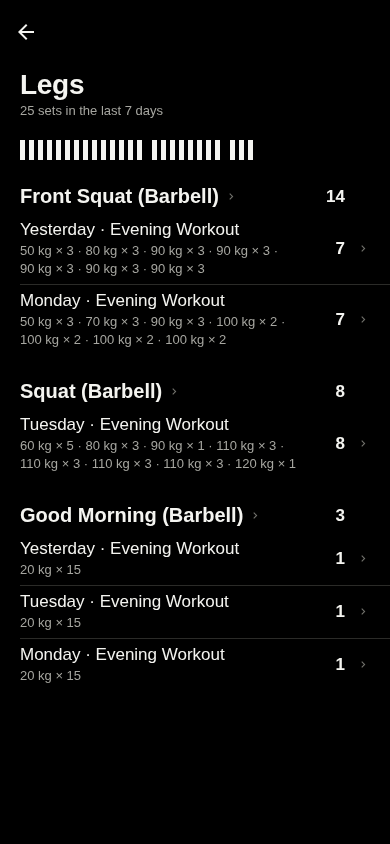 Legs
25 sets in the last 7 days
Front Squat (Barbell) › 14
Yesterday · Evening Workout
50 kg × 3 · 80 kg × 3 · 90 kg × 3 · 90 kg × 3 ·
90 kg × 3 · 90 kg × 3 · 90 kg × 3
7 ›
Monday · Evening Workout
50 kg × 3 · 70 kg × 3 · 90 kg × 3 · 100 kg × 2 ·
100 kg × 2 · 100 kg × 2 · 100 kg × 2
7 ›
Squat (Barbell) › 8
Tuesday · Evening Workout
60 kg × 5 · 80 kg × 3 · 90 kg × 1 · 110 kg × 3 ·
110 kg × 3 · 110 kg × 3 · 110 kg × 3 · 120 kg × 1
8 ›
Good Morning (Barbell) › 3
Yesterday · Evening Workout
20 kg × 15
1 ›
Tuesday · Evening Workout
20 kg × 15
1 ›
Monday · Evening Workout
20 kg × 15
1 ›